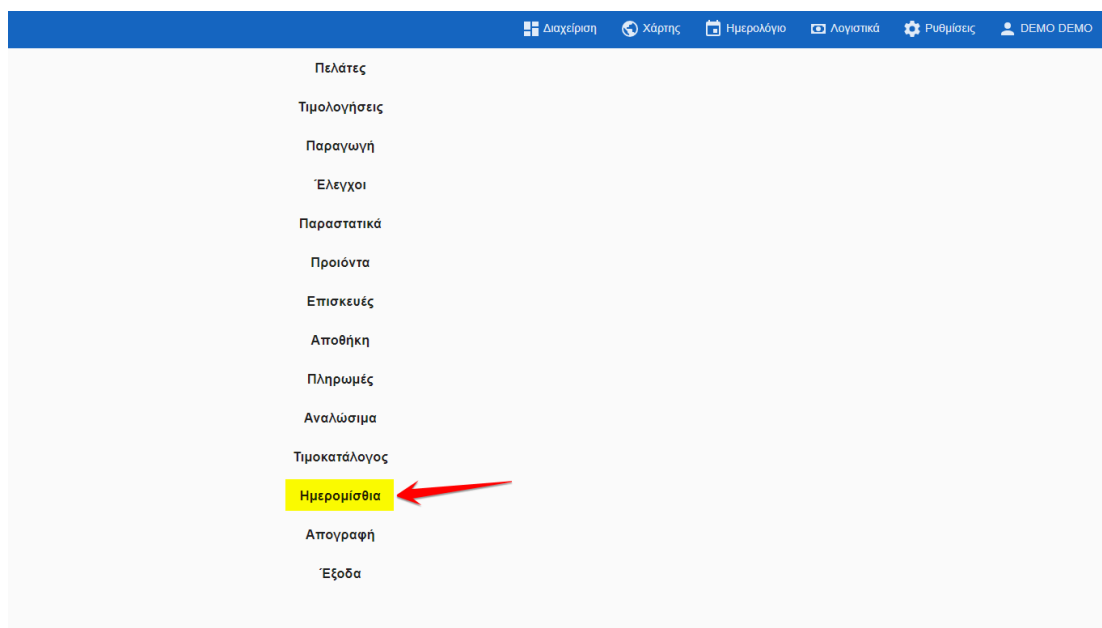 Διαχείριση Χάρτης Ημερολόγιο Λογιστικά Ρυθμίσεις DEMO DEMO
Πελάτες
Τιμολογήσεις
Παραγωγή
Έλεγχοι
Παραστατικά
Προιόντα
Επισκευές
Αποθήκη
Πληρωμές
Αναλώσιμα
Τιμοκατάλογος
Ημερομίσθια
Απογραφή
Έξοδα